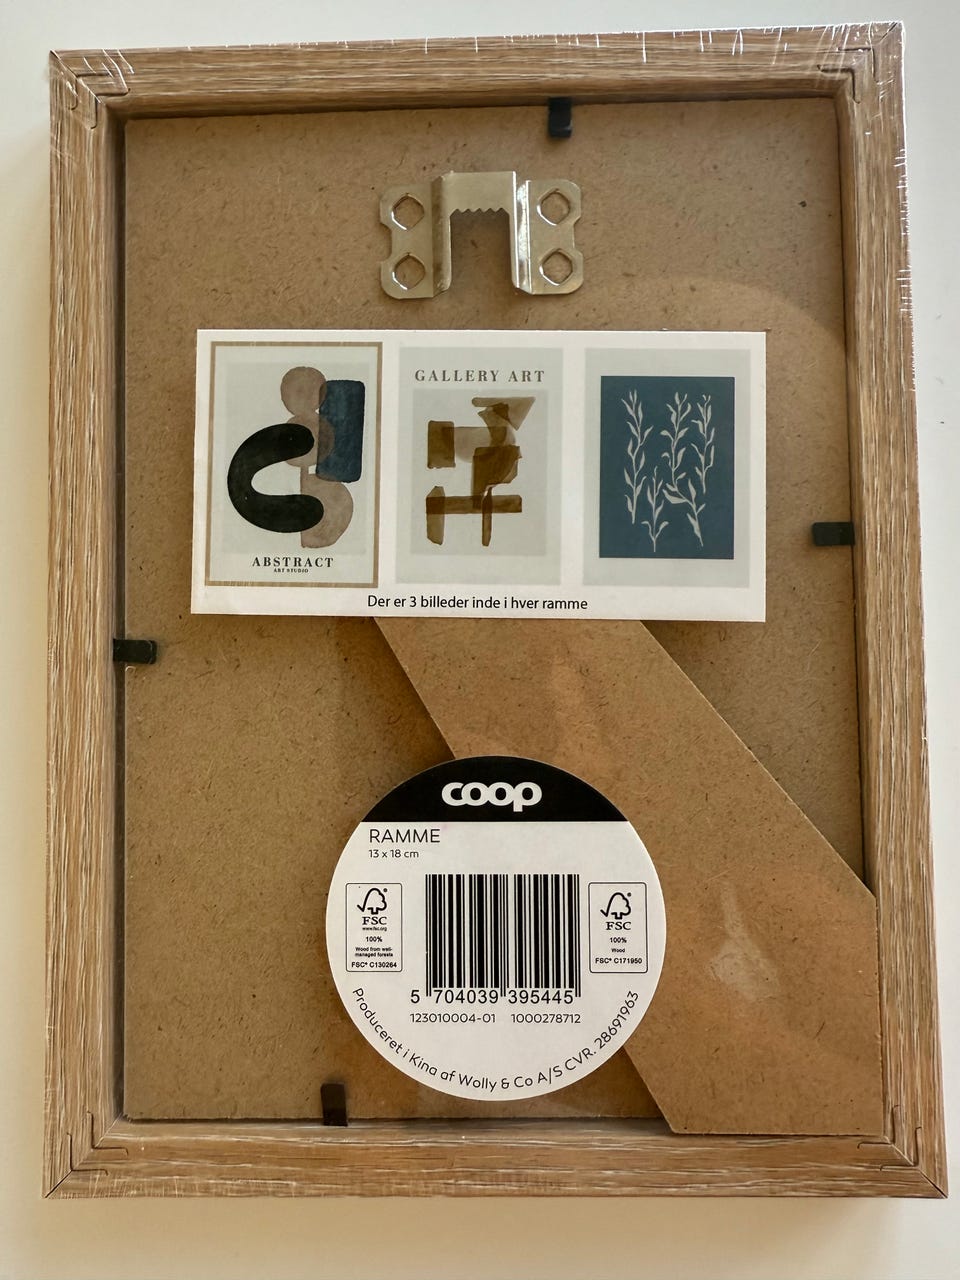 GALLERY ART
ABSTRACT
ART STUDIO
Der er 3 billeder inde i hver ramme
coop
RAMME
13 x 18 cm
FSC
www.fsc.org
100%
Wood from well-
managed forests
FSC® C130264
FSC
100%
Wood
FSC® C171950
5 704039 395445
123010004-01 1000278712
Produceret i Kina af Wolly & Co A/S CVR. 28691963